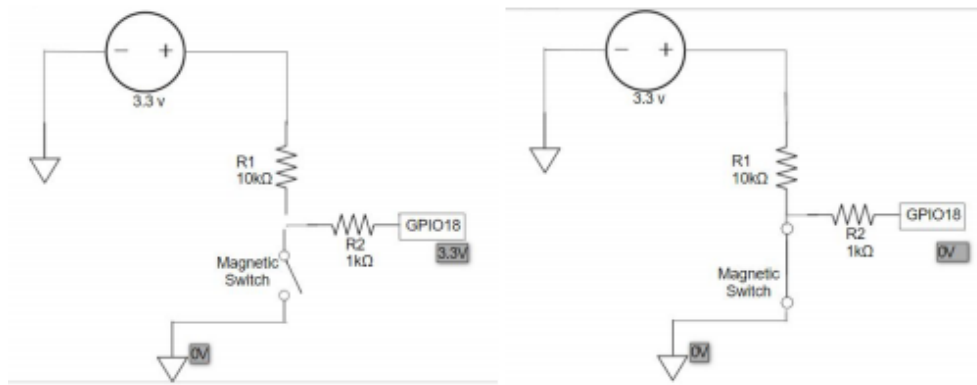 − +
3.3 v
R1
10kΩ
GPIO18
R2
1kΩ
3.3V
Magnetic
Switch
0V
− +
3.3 v
R1
10kΩ
GPIO18
R2
1kΩ
0V
Magnetic
Switch
0V